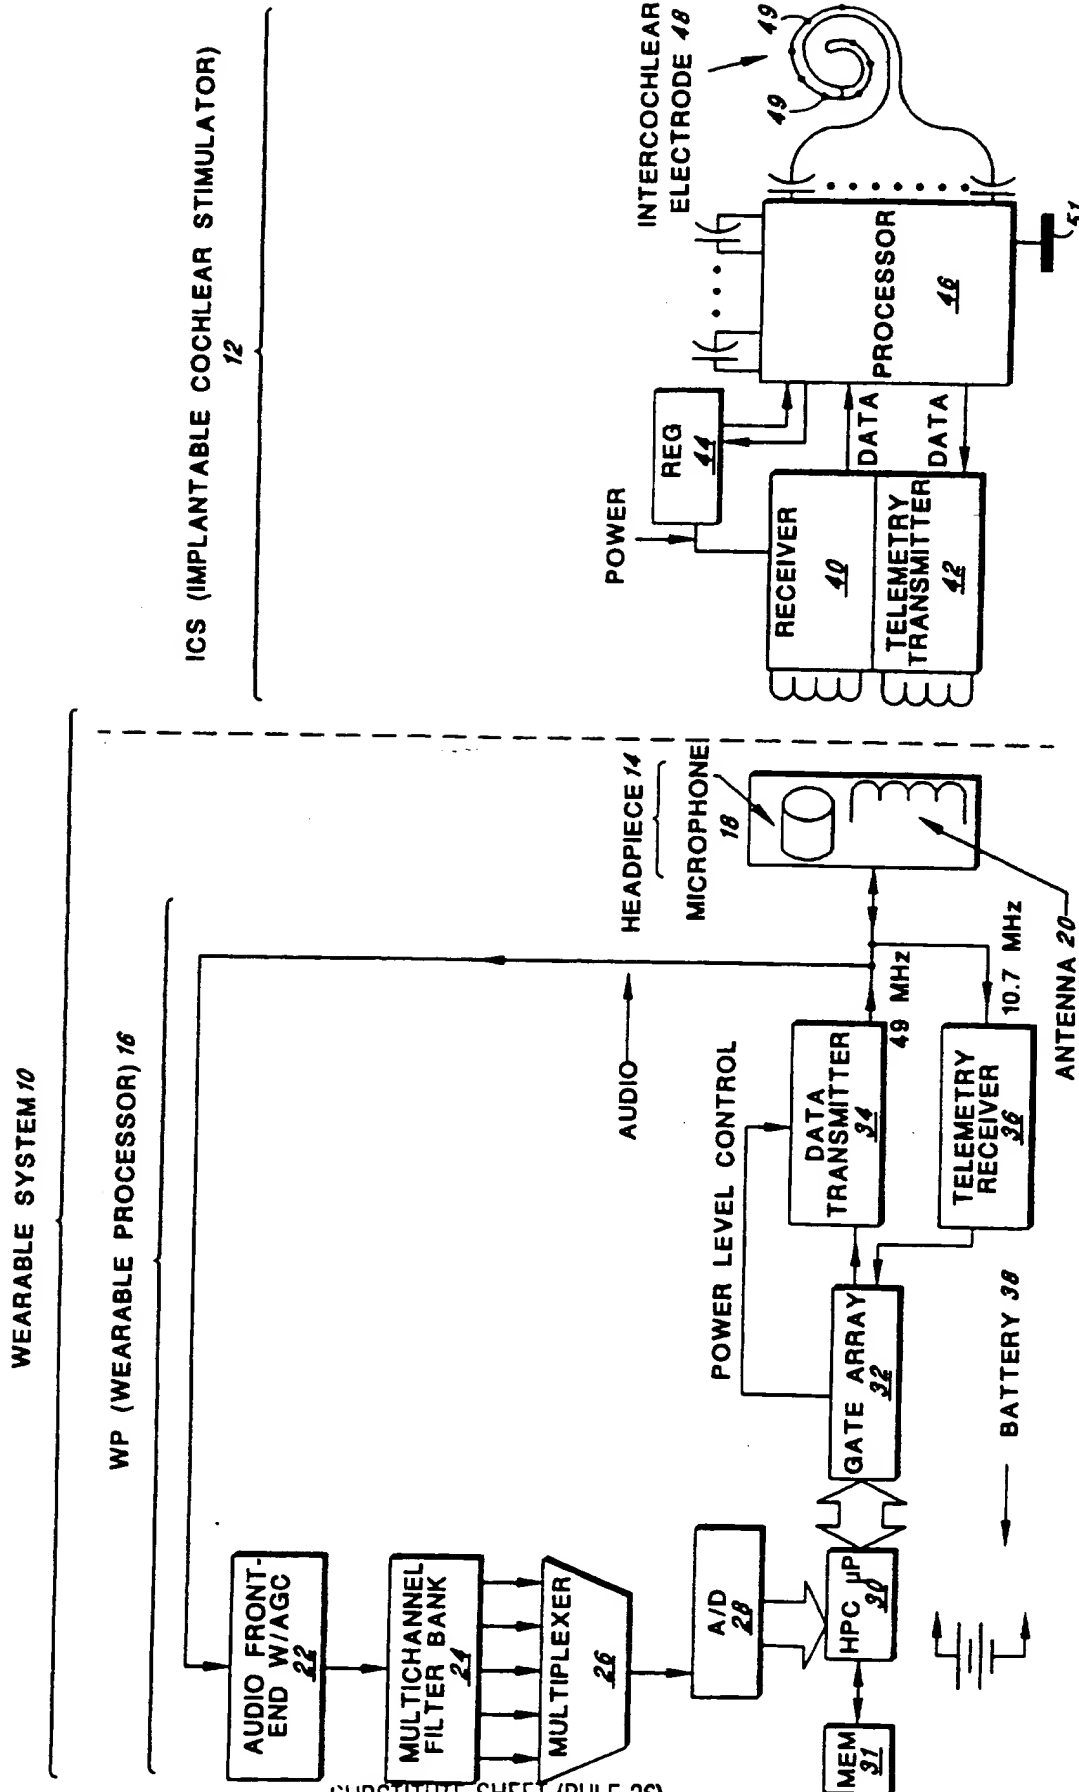 WEARABLE SYSTEM 10
WP (WEARABLE PROCESSOR) 16
ICS (IMPLANTABLE COCHLEAR STIMULATOR)
12
AUDIO FRONT-
END W/AGC
22
MULTICHANNEL
FILTER BANK
24
MULTIPLEXER
26
A/D
28
HPC µP
30
MEM
31
GATE ARRAY
32
POWER LEVEL CONTROL
DATA
TRANSMITTER
34
49 MHz
TELEMETRY
RECEIVER
36
10.7 MHz
BATTERY 38
AUDIO
HEADPIECE 14
MICROPHONE
18
ANTENNA 20
POWER
REG
44
RECEIVER
40
TELEMETRY
TRANSMITTER
42
DATA
DATA
PROCESSOR
46
INTERCOCHLEAR
ELECTRODE 48
49
49
51
SUBSTITUTE SHEET (RULE 26)